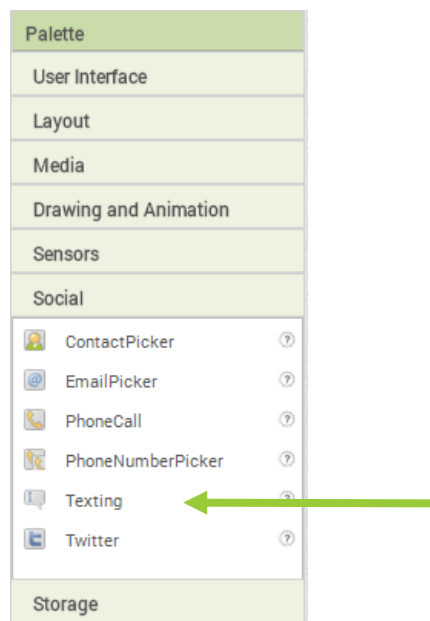 Palette
User Interface
Layout
Media
Drawing and Animation
Sensors
Social
ContactPicker ?
EmailPicker ?
PhoneCall ?
PhoneNumberPicker ?
Texting ?
Twitter ?
Storage